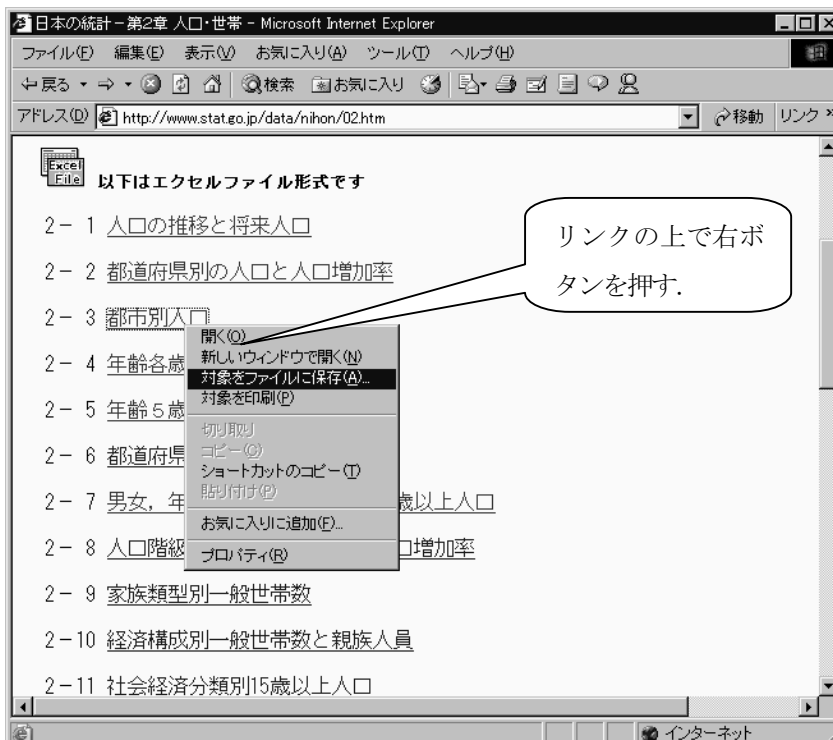 日本の統計－第2章 人口・世帯 - Microsoft Internet Explorer
ファイル(F) 編集(E) 表示(V) お気に入り(A) ツール(T) ヘルプ(H)
戻る 検索 お気に入り
アドレス(D) http://www.stat.go.jp/data/nihon/02.htm 移動 リンク »
Excel
File
以下はエクセルファイル形式です
2－ 1 人口の推移と将来人口
2－ 2 都道府県別の人口と人口増加率
リンクの上で右ボ
タンを押す.
2－ 3 都市別人口
開く(O)
新しいウィンドウで開く(N)
対象をファイルに保存(A)...
対象を印刷(P)
切り取り
コピー(C)
ショートカットのコピー(T)
貼り付け(P)
お気に入りに追加(F)...
プロパティ(R)
2－ 4 年齢各歳
2－ 5 年齢５歳
2－ 6 都道府県
2－ 7 男女，年 歳以上人口
2－ 8 人口階級 口増加率
2－ 9 家族類型別一般世帯数
2－10 経済構成別一般世帯数と親族人員
2－11 社会経済分類別15歳以上人口
インターネット